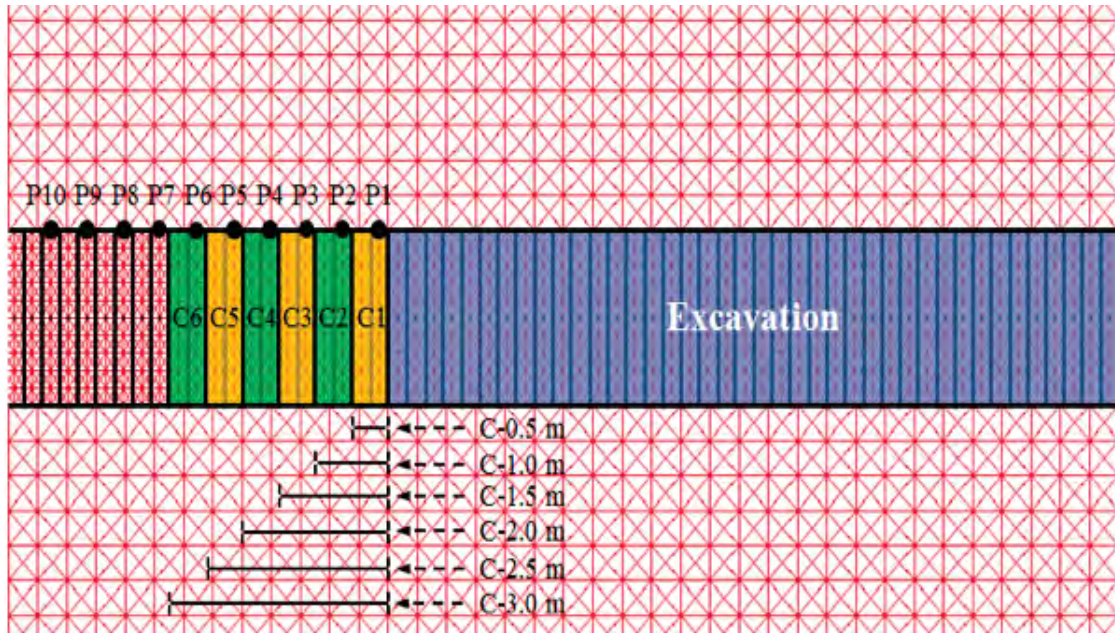 P10 P9 P8 P7 P6 P5 P4 P3 P2 P1
C6 C5 C4 C3 C2 C1
Excavation
C-0.5 m
C-1.0 m
C-1.5 m
C-2.0 m
C-2.5 m
C-3.0 m